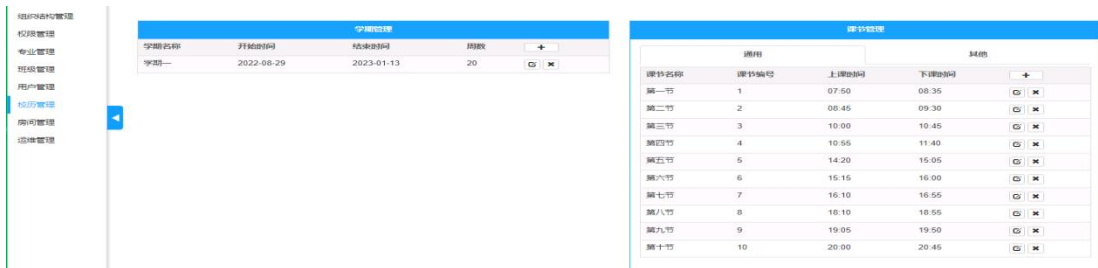 组织结构管理
权限管理
专业管理
班级管理
用户管理
校历管理
房间管理
运维管理
学期管理
学期名称 开始时间 结束时间 周数 +
学期一 2022-08-29 2023-01-13 20
课节管理
通用 其他
课节名称 课节编号 上课时间 下课时间 +
第一节 1 07:50 08:35
第二节 2 08:45 09:30
第三节 3 10:00 10:45
第四节 4 10:55 11:40
第五节 5 14:20 15:05
第六节 6 15:15 16:00
第七节 7 16:10 16:55
第八节 8 18:10 18:55
第九节 9 19:05 19:50
第十节 10 20:00 20:45